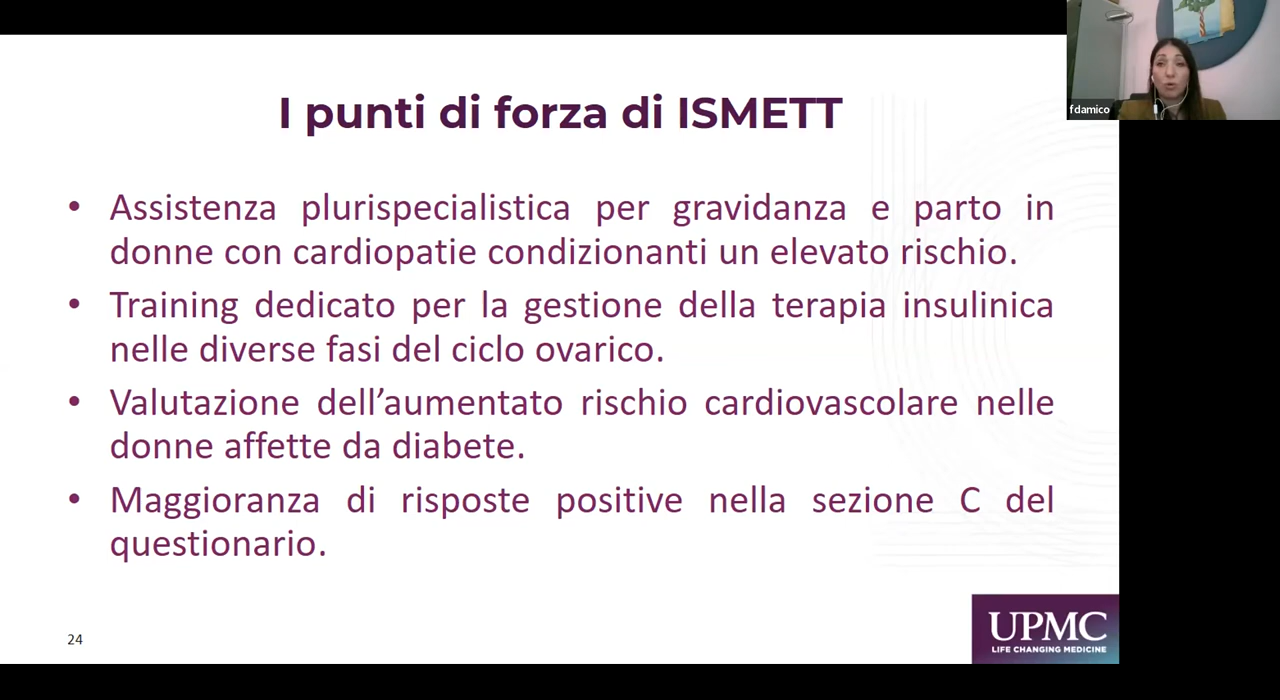 I punti di forza di ISMETT
fdamico
• Assistenza plurispecialistica per gravidanza e parto in
donne con cardiopatie condizionanti un elevato rischio.
• Training dedicato per la gestione della terapia insulinica
nelle diverse fasi del ciclo ovarico.
• Valutazione dell’aumentato rischio cardiovascolare nelle
donne affette da diabete.
• Maggioranza di risposte positive nella sezione C del
questionario.
24
UPMC
LIFE CHANGING MEDICINE